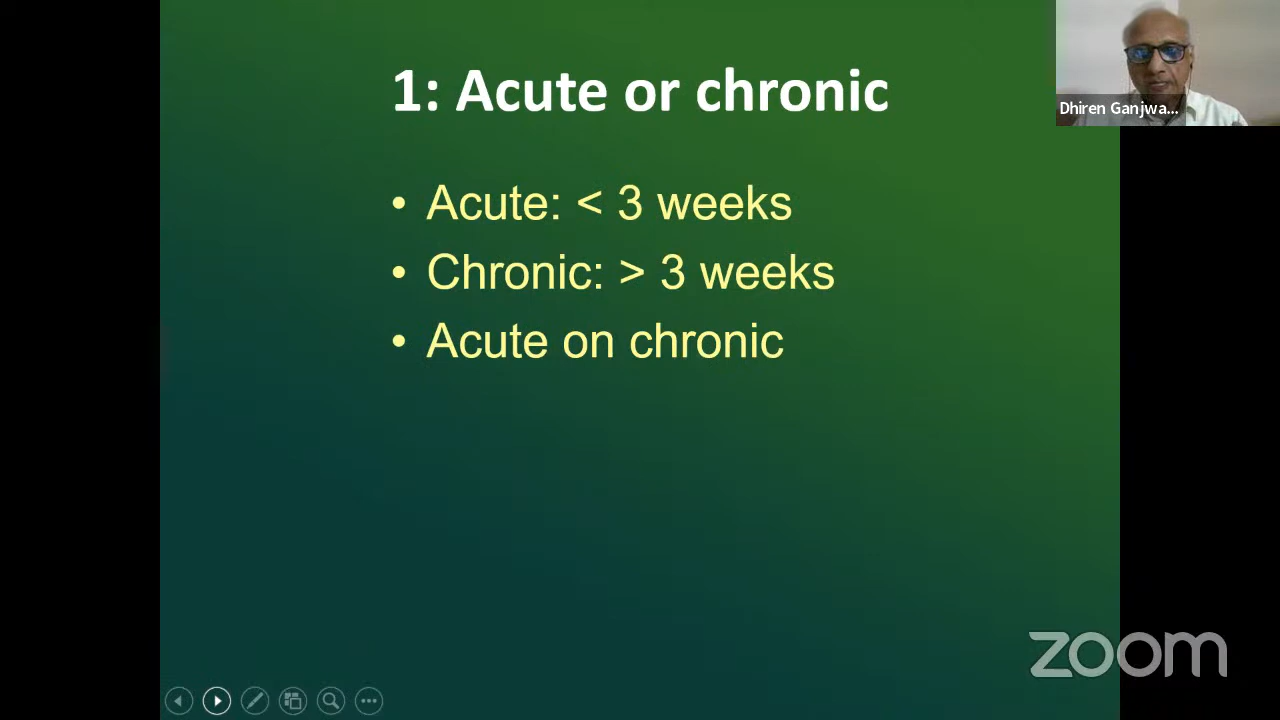 1: Acute or chronic
• Acute: < 3 weeks
• Chronic: > 3 weeks
• Acute on chronic
Dhiren Ganjwa...
zoom